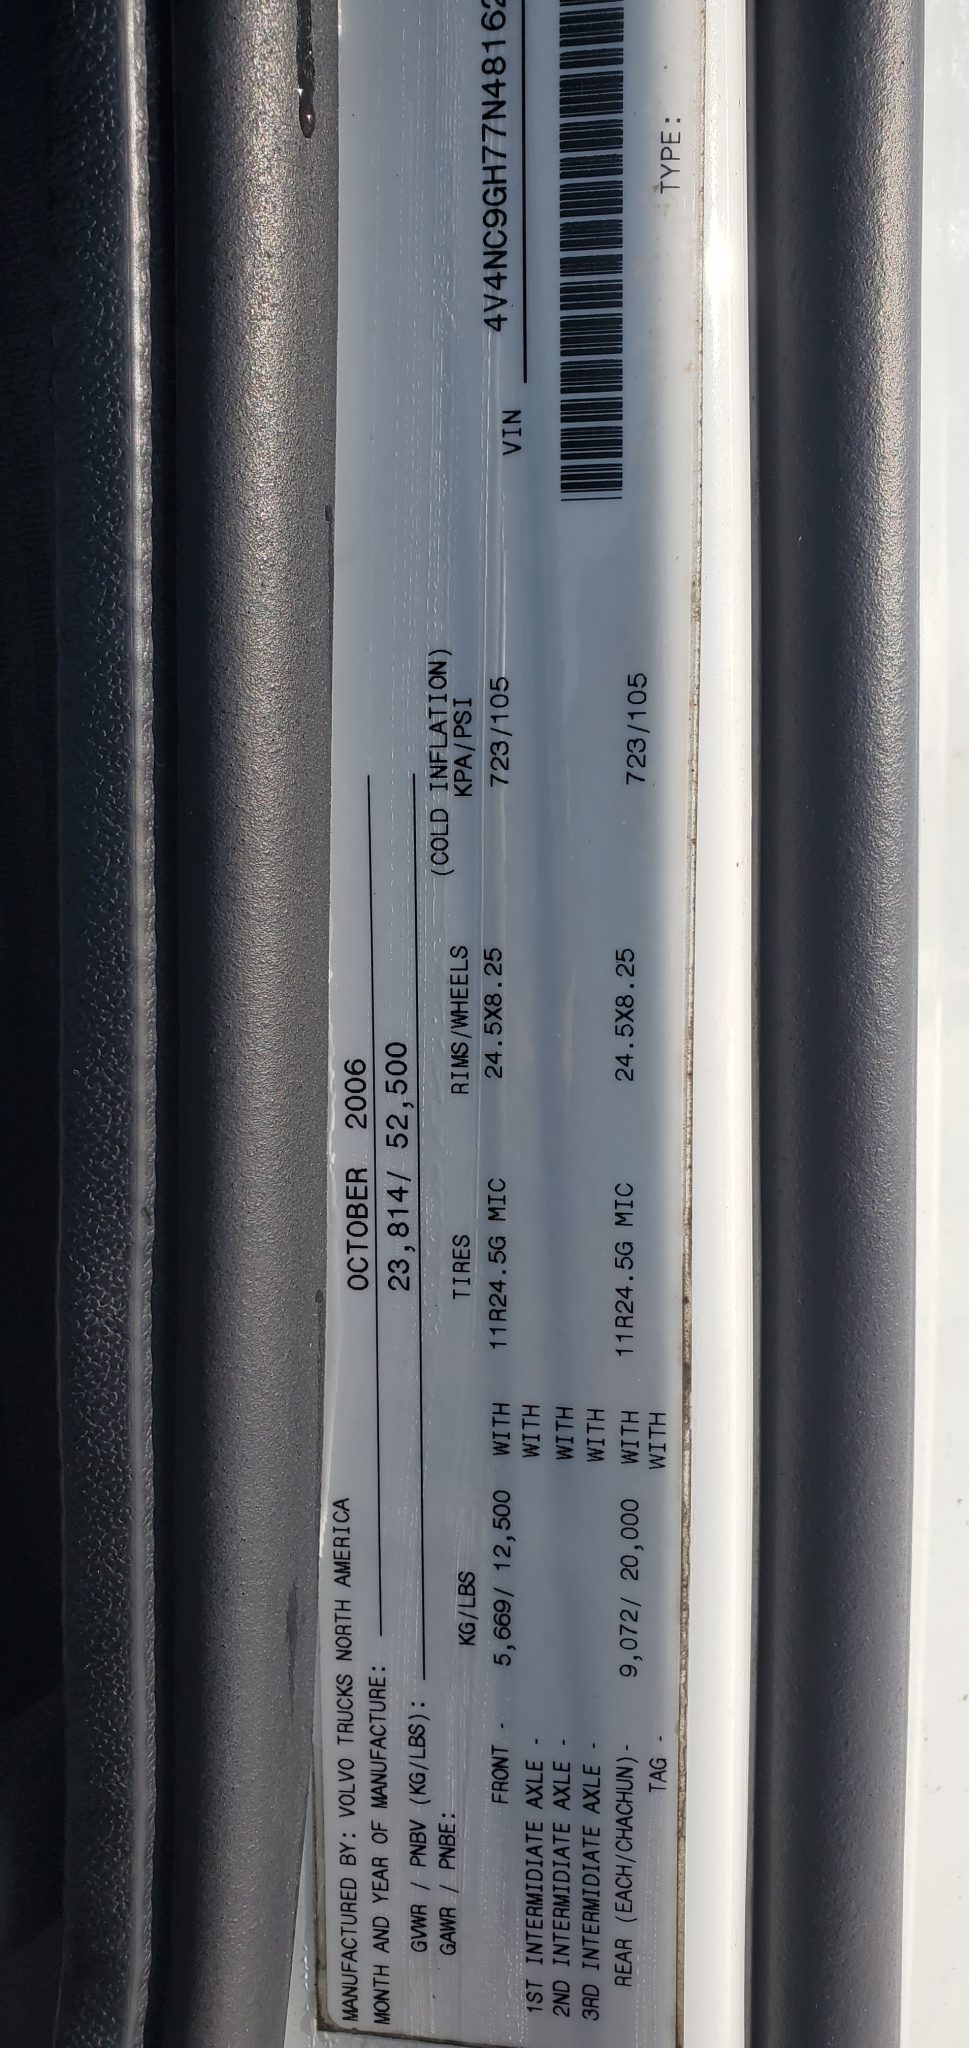 MANUFACTURED BY: VOLVO TRUCKS NORTH AMERICA
MONTH AND YEAR OF MANUFACTURE: OCTOBER 2006
GVWR / PNBV (KG/LBS): 23,814/ 52,500
GAWR / PNBE: (COLD INFLATION)
KG/LBS TIRES RIMS/WHEELS KPA/PSI
FRONT - 5,669/ 12,500 WITH 11R24.5G MIC 24.5X8.25 723/105
VIN 4V4NC9GH77N48162
1ST INTERMIDIATE AXLE - WITH
2ND INTERMIDIATE AXLE - WITH
3RD INTERMIDIATE AXLE - WITH
REAR (EACH/CHACHUN)- 9,072/ 20,000 WITH 11R24.5G MIC 24.5X8.25 723/105
TAG - WITH
TYPE: